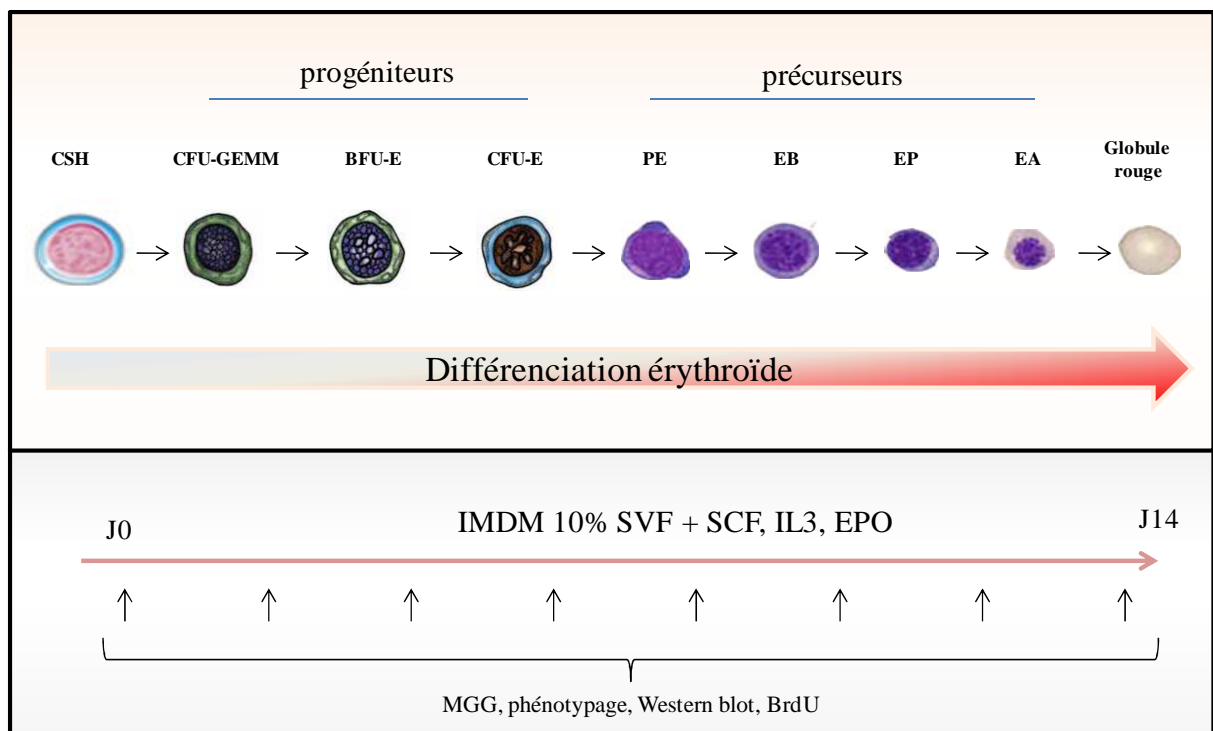 progéniteurs
précurseurs
CSH
CFU-GEMM
BFU-E
CFU-E
PE
EB
EP
EA
Globule
rouge
Différenciation érythroïde
J0
IMDM 10% SVF + SCF, IL3, EPO
J14
MGG, phénotypage, Western blot, BrdU